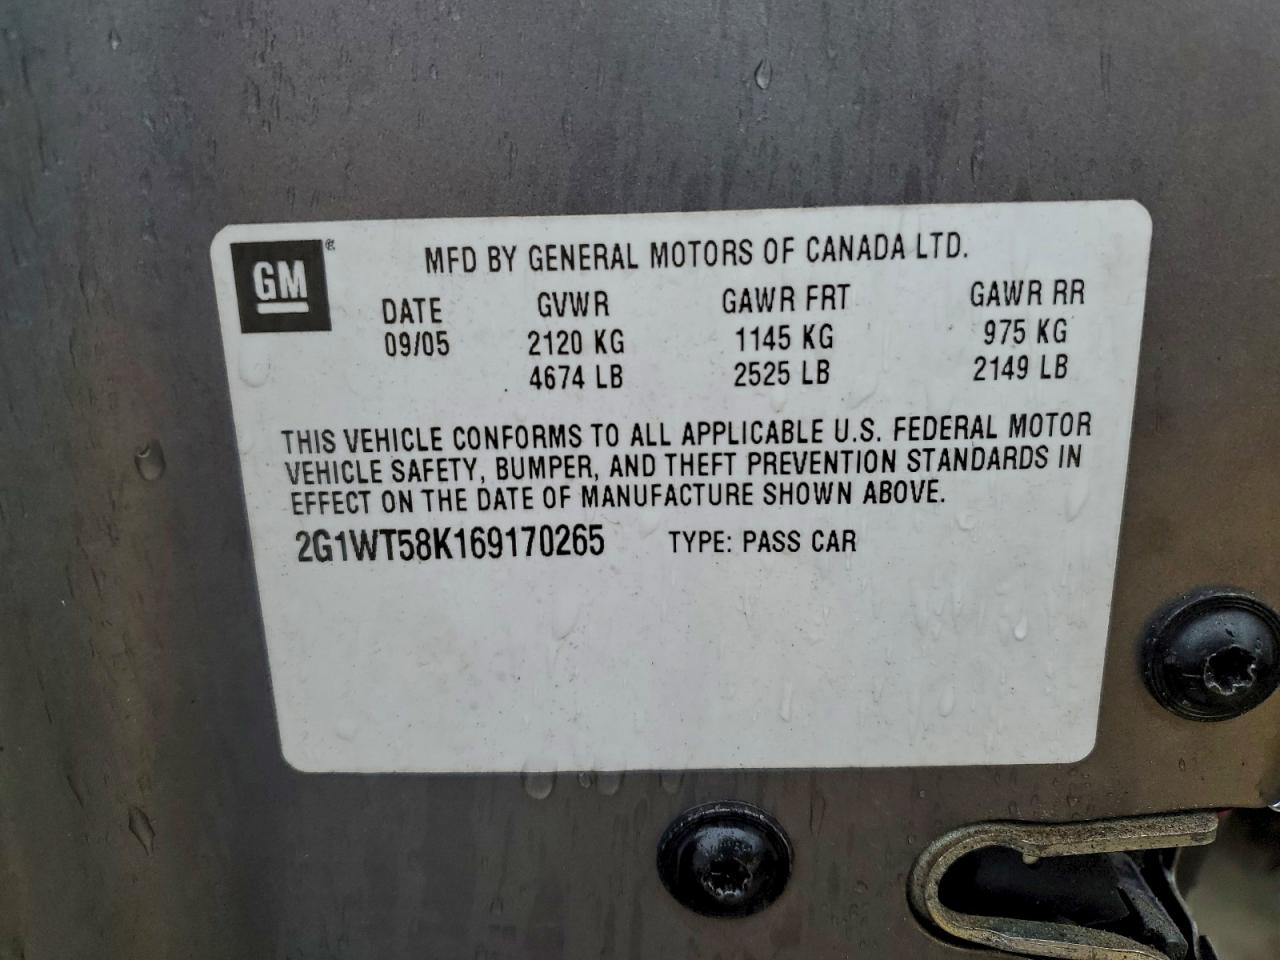 GM
MFD BY GENERAL MOTORS OF CANADA LTD.
DATE GVWR GAWR FRT GAWR RR
09/05 2120 KG 1145 KG 975 KG
4674 LB 2525 LB 2149 LB
THIS VEHICLE CONFORMS TO ALL APPLICABLE U.S. FEDERAL MOTOR
VEHICLE SAFETY, BUMPER, AND THEFT PREVENTION STANDARDS IN
EFFECT ON THE DATE OF MANUFACTURE SHOWN ABOVE.
2G1WT58K169170265 TYPE: PASS CAR